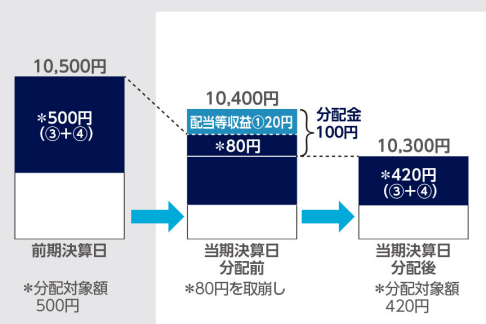 10,500円
*500円
(③+④)
前期決算日
*分配対象額
500円
10,400円
配当等収益①20円
*80円
分配金
100円
当期決算日
分配前
*80円を取崩し
10,300円
*420円
(③+④)
当期決算日
分配後
*分配対象額
420円